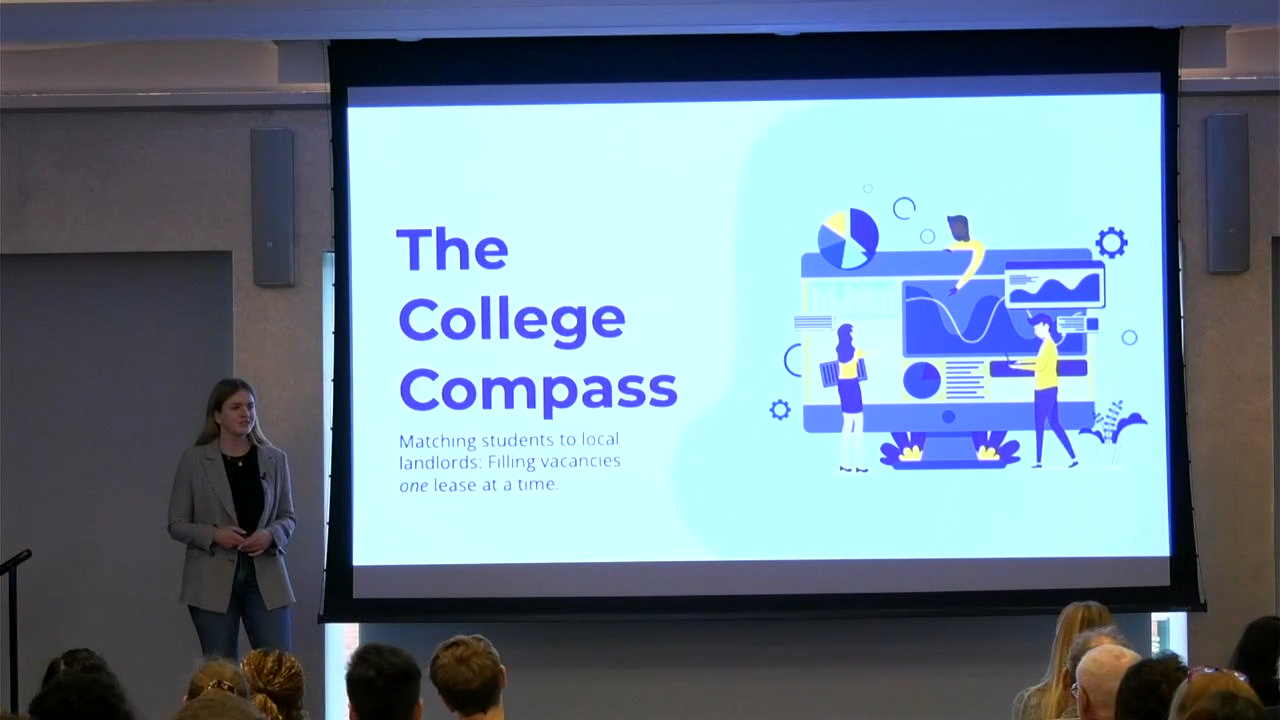 The
College
Compass
Matching students to local
landlords: Filling vacancies
one lease at a time.